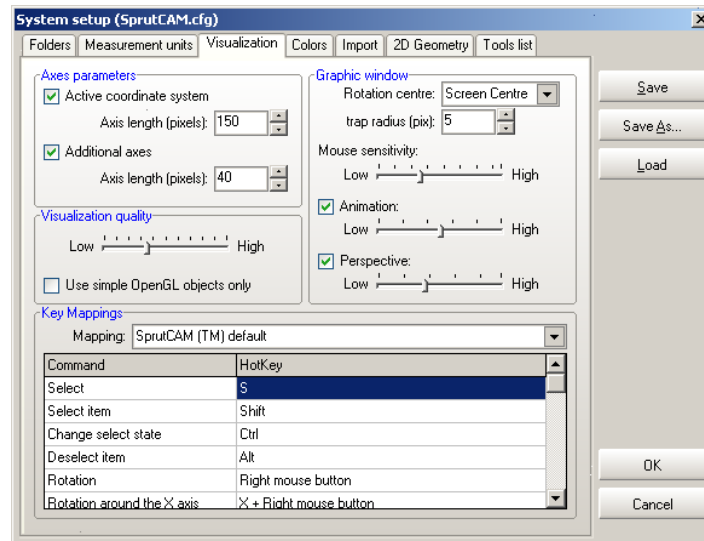 System setup (SprutCAM.cfg)
Folders Measurement units Visualization Colors Import 2D Geometry Tools list
Axes parameters
Active coordinate system
Axis length (pixels): 150
Additional axes
Axis length (pixels): 40
Visualization quality
Low High
Use simple OpenGL objects only
Graphic window
Rotation centre: Screen Centre
trap radius (pix): 5
Mouse sensitivity:
Low High
Animation:
Low High
Perspective:
Low High
Key Mappings
Mapping: SprutCAM (TM) default
Command HotKey
Select S
Select item Shift
Change select state Ctrl
Deselect item Alt
Rotation Right mouse button
Rotation around the X axis X + Right mouse button
Save
Save As...
Load
OK
Cancel